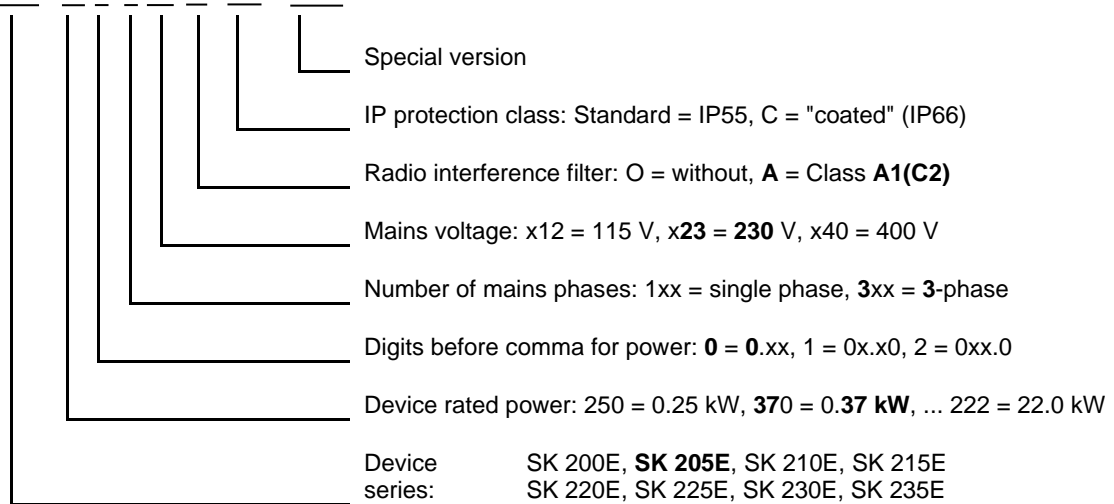 Special version
IP protection class: Standard = IP55, C = "coated" (IP66)
Radio interference filter: O = without, A = Class A1(C2)
Mains voltage: x12 = 115 V, x23 = 230 V, x40 = 400 V
Number of mains phases: 1xx = single phase, 3xx = 3-phase
Digits before comma for power: 0 = 0.xx, 1 = 0x.x0, 2 = 0xx.0
Device rated power: 250 = 0.25 kW, 370 = 0.37 kW, ... 222 = 22.0 kW
Device SK 200E, SK 205E, SK 210E, SK 215E
series: SK 220E, SK 225E, SK 230E, SK 235E